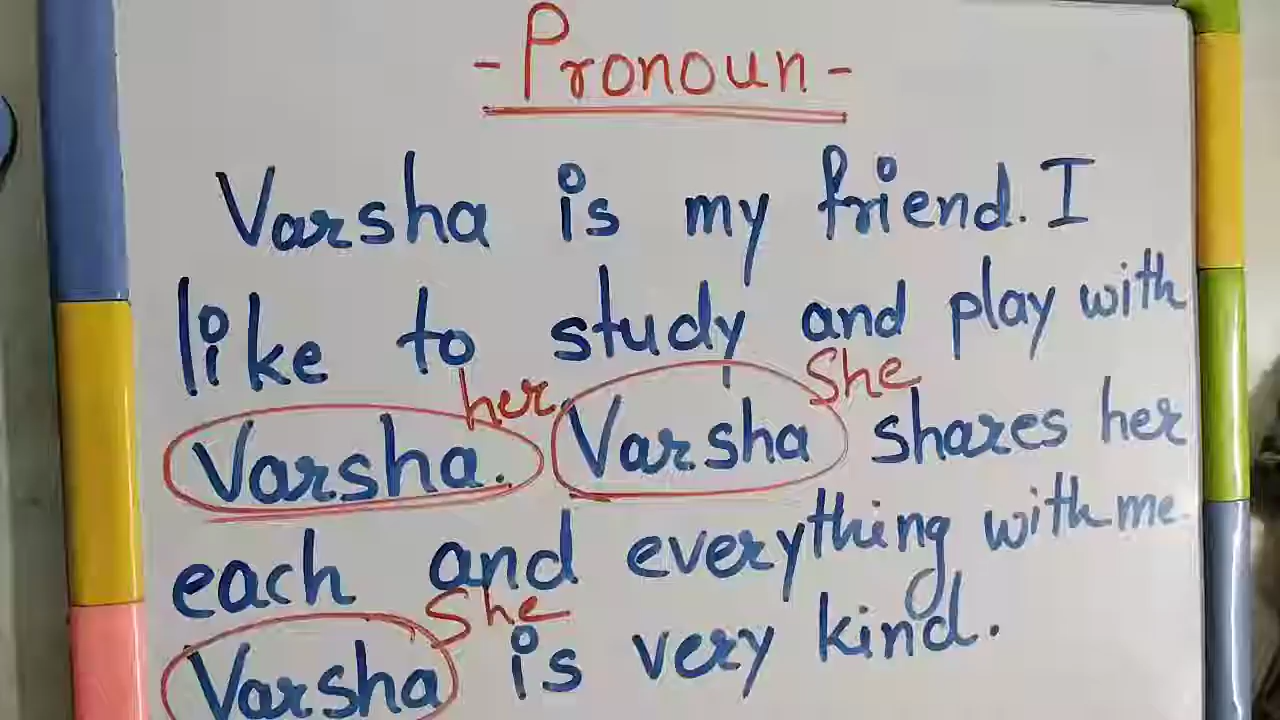 - Pronoun -
Varsha is my friend. I
like to study and play with
her She
Varsha. Varsha shares her
each and everything with me
She
Varsha is very kind.